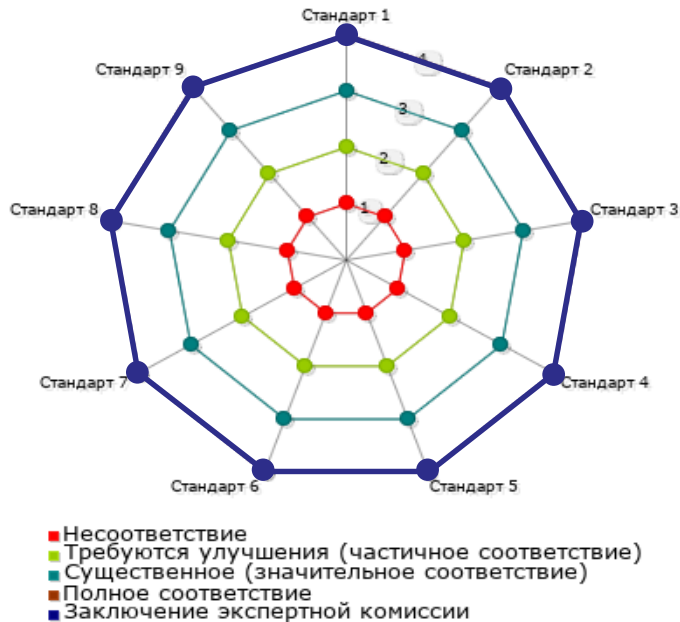 Стандарт 1
Стандарт 9
4
Стандарт 2
3
2
Стандарт 8
1
Стандарт 3
Стандарт 7
Стандарт 4
Стандарт 6
Стандарт 5
Несоответствие
Требуются улучшения (частичное соответствие)
Существенное (значительное соответствие)
Полное соответствие
Заключение экспертной комиссии